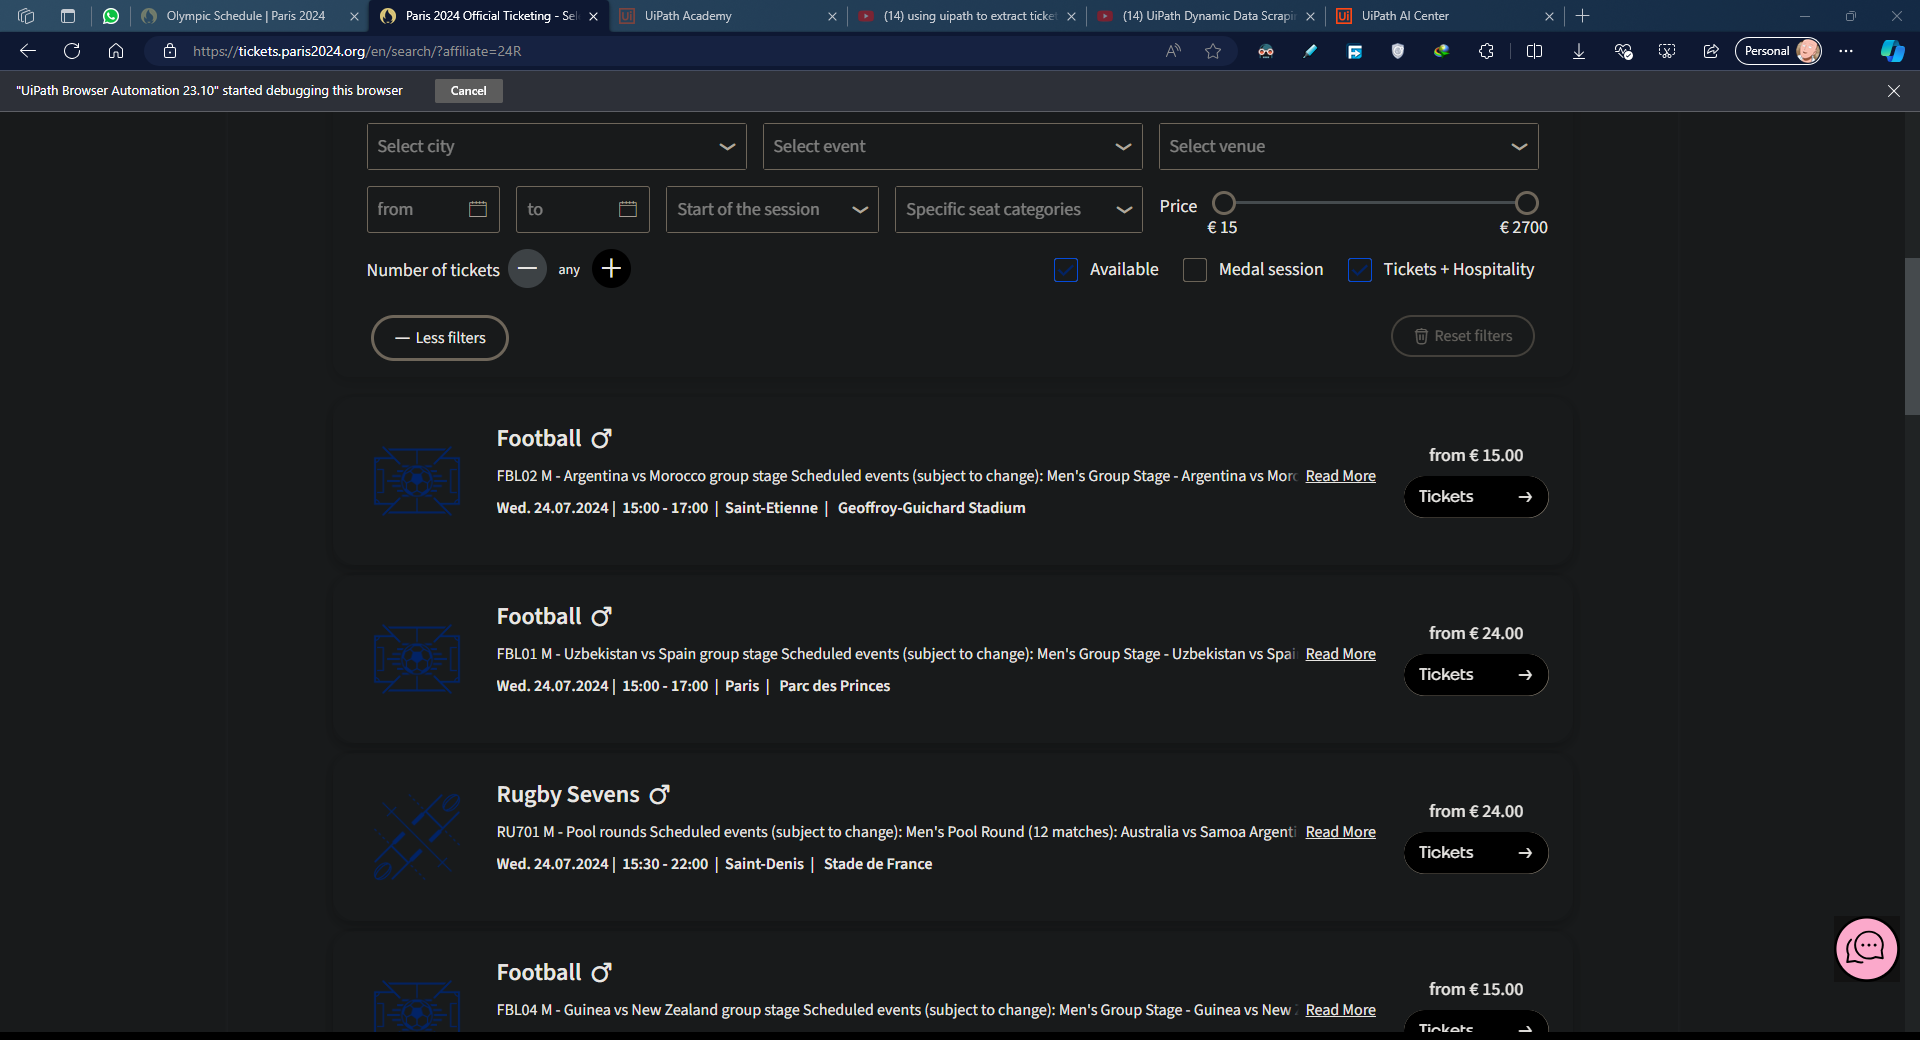 Olympic Schedule | Paris 2024
Paris 2024 Official Ticketing - Sel
Ui UiPath Academy
(14) using uipath to extract ticket
(14) UiPath Dynamic Data Scrapin
Ui UiPath AI Center
https://tickets.paris2024.org/en/search/?affiliate=24R
Personal
"UiPath Browser Automation 23.10" started debugging this browser
Cancel
Select city
Select event
Select venue
from
to
Start of the session
Specific seat categories
Price
€ 15
€ 2700
Number of tickets
any
Available
Medal session
Tickets + Hospitality
Less filters
Reset filters
Football
FBL02 M - Argentina vs Morocco group stage Scheduled events (subject to change): Men's Group Stage - Argentina vs Moro Read More
Wed. 24.07.2024 | 15:00 - 17:00 | Saint-Etienne | Geoffroy-Guichard Stadium
from € 15.00
Tickets
Football
FBL01 M - Uzbekistan vs Spain group stage Scheduled events (subject to change): Men's Group Stage - Uzbekistan vs Spai Read More
Wed. 24.07.2024 | 15:00 - 17:00 | Paris | Parc des Princes
from € 24.00
Tickets
Rugby Sevens
RU701 M - Pool rounds Scheduled events (subject to change): Men's Pool Round (12 matches): Australia vs Samoa Argenti Read More
Wed. 24.07.2024 | 15:30 - 22:00 | Saint-Denis | Stade de France
from € 24.00
Tickets
Football
FBL04 M - Guinea vs New Zealand group stage Scheduled events (subject to change): Men's Group Stage - Guinea vs New Read More
from € 15.00
Tickets